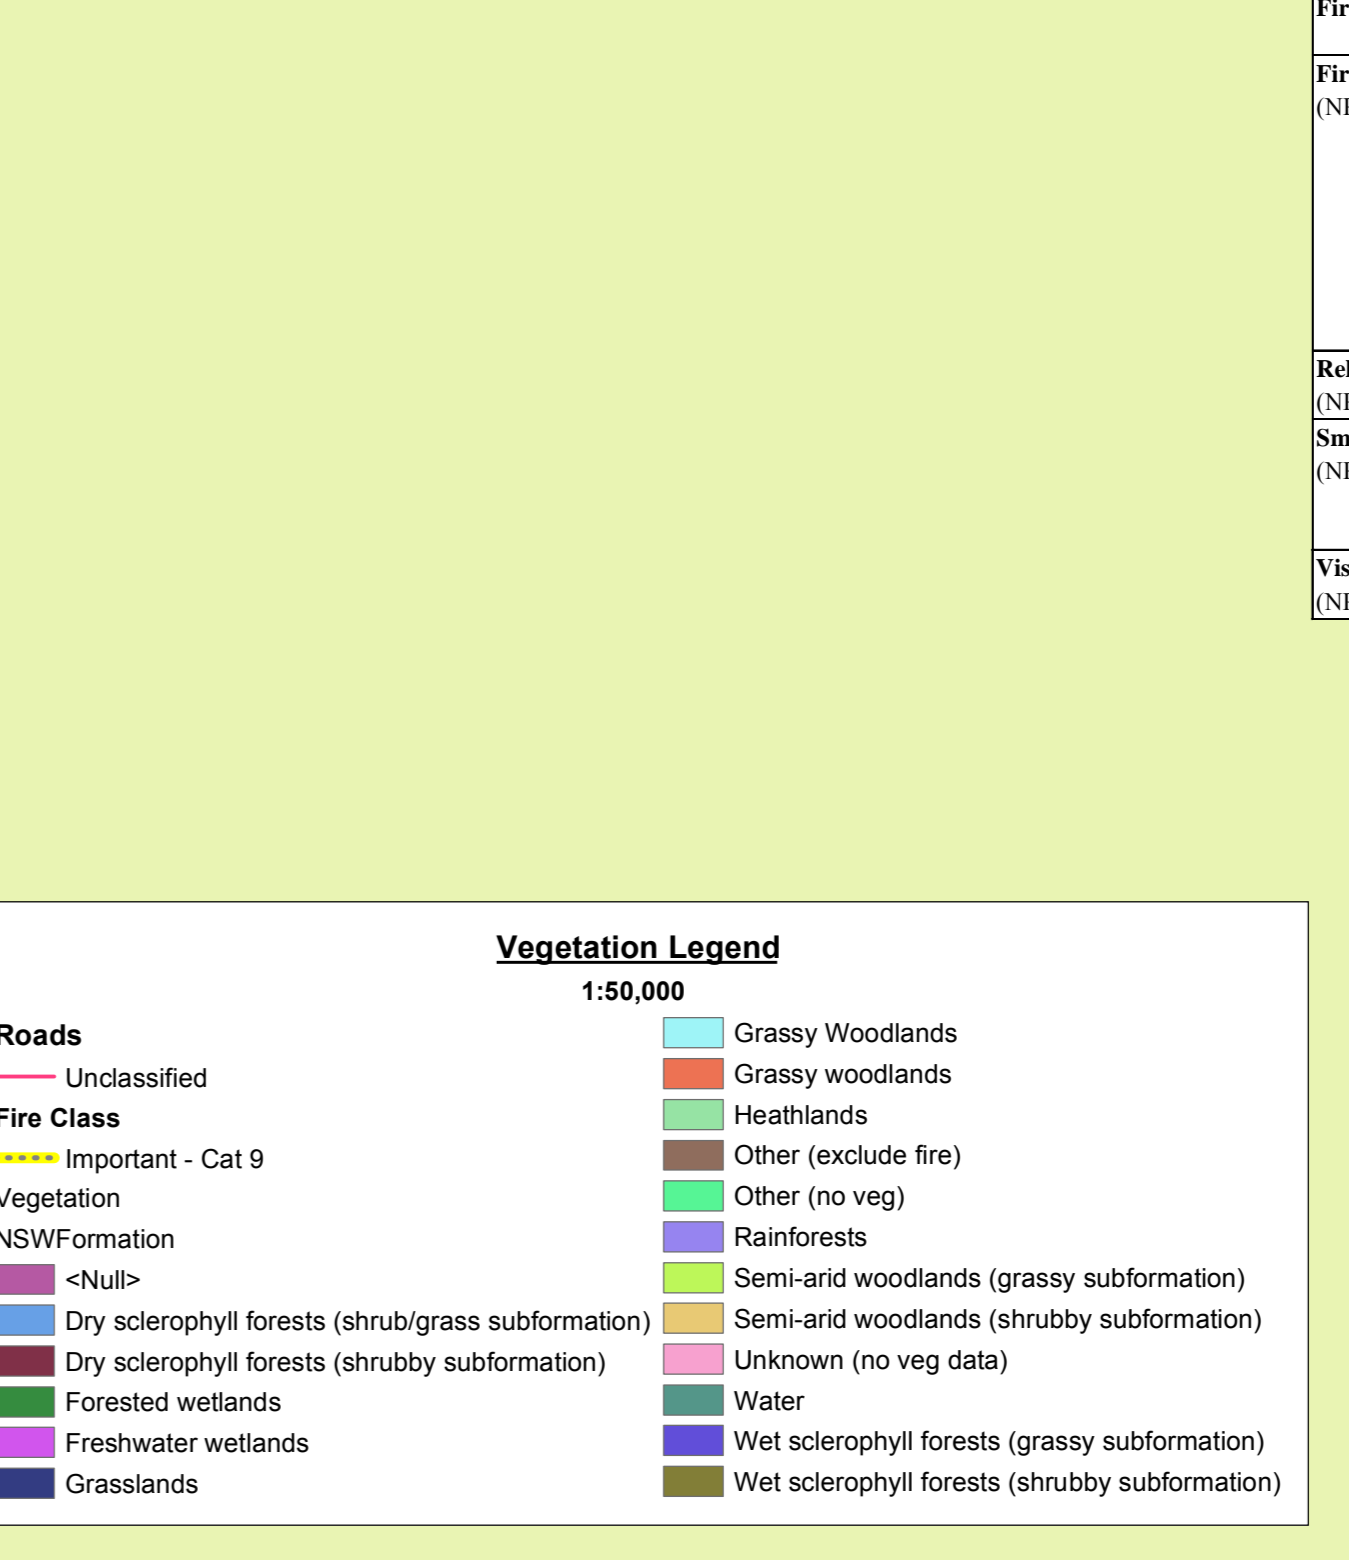 Vegetation Legend
1:50,000
Roads
Unclassified
Fire Class
Important - Cat 9
Vegetation
NSWFormation
<Null>
Dry sclerophyll forests (shrub/grass subformation)
Dry sclerophyll forests (shrubby subformation)
Forested wetlands
Freshwater wetlands
Grasslands
Grassy Woodlands
Grassy woodlands
Heathlands
Other (exclude fire)
Other (no veg)
Rainforests
Semi-arid woodlands (grassy subformation)
Semi-arid woodlands (shrubby subformation)
Unknown (no veg data)
Water
Wet sclerophyll forests (grassy subformation)
Wet sclerophyll forests (shrubby subformation)